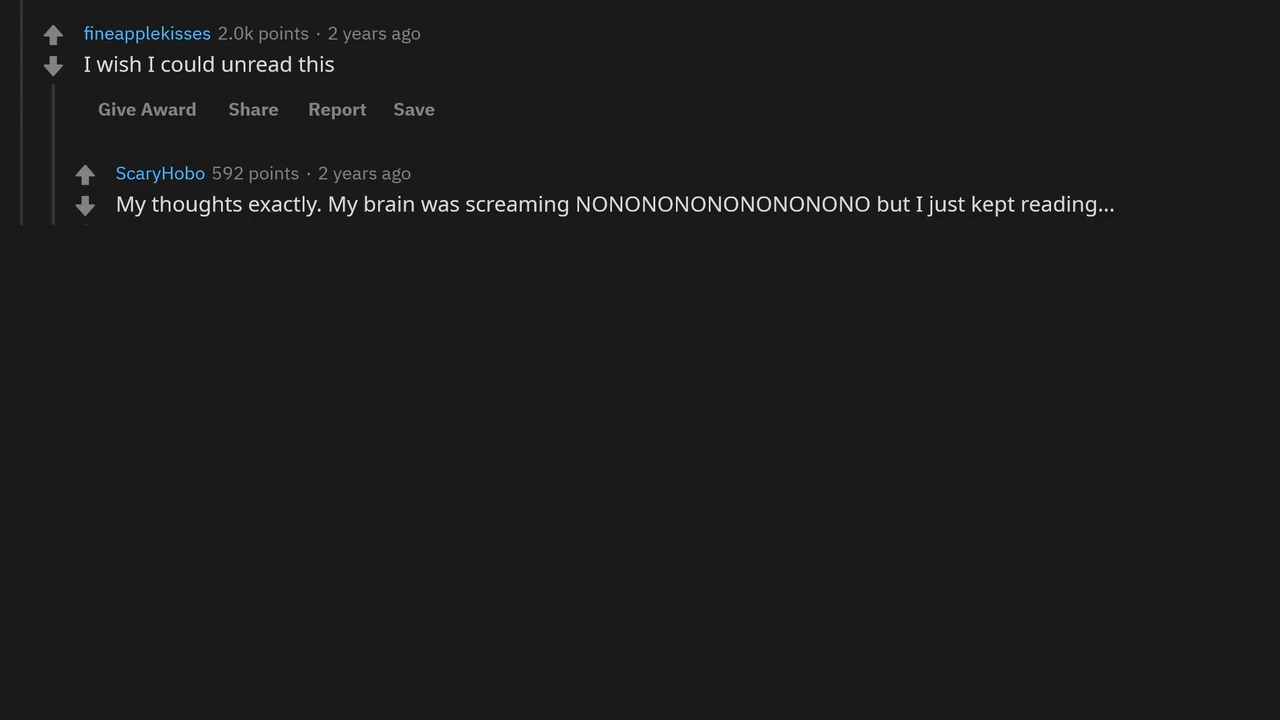 fineapplekisses 2.0k points · 2 years ago
I wish I could unread this
Give Award Share Report Save
ScaryHobo 592 points · 2 years ago
My thoughts exactly. My brain was screaming NONONONONONONONONO but I just kept reading...